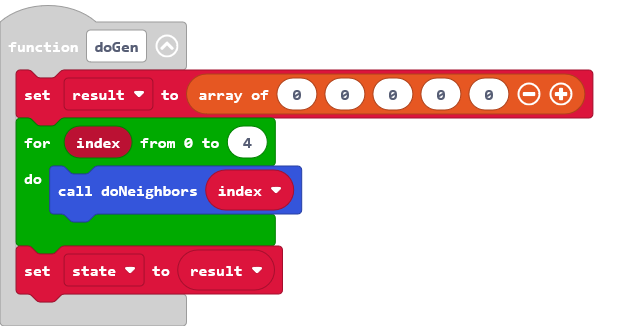 function doGen
set result to array of 0 0 0 0 0
for index from 0 to 4
do
call doNeighbors index
set state to result